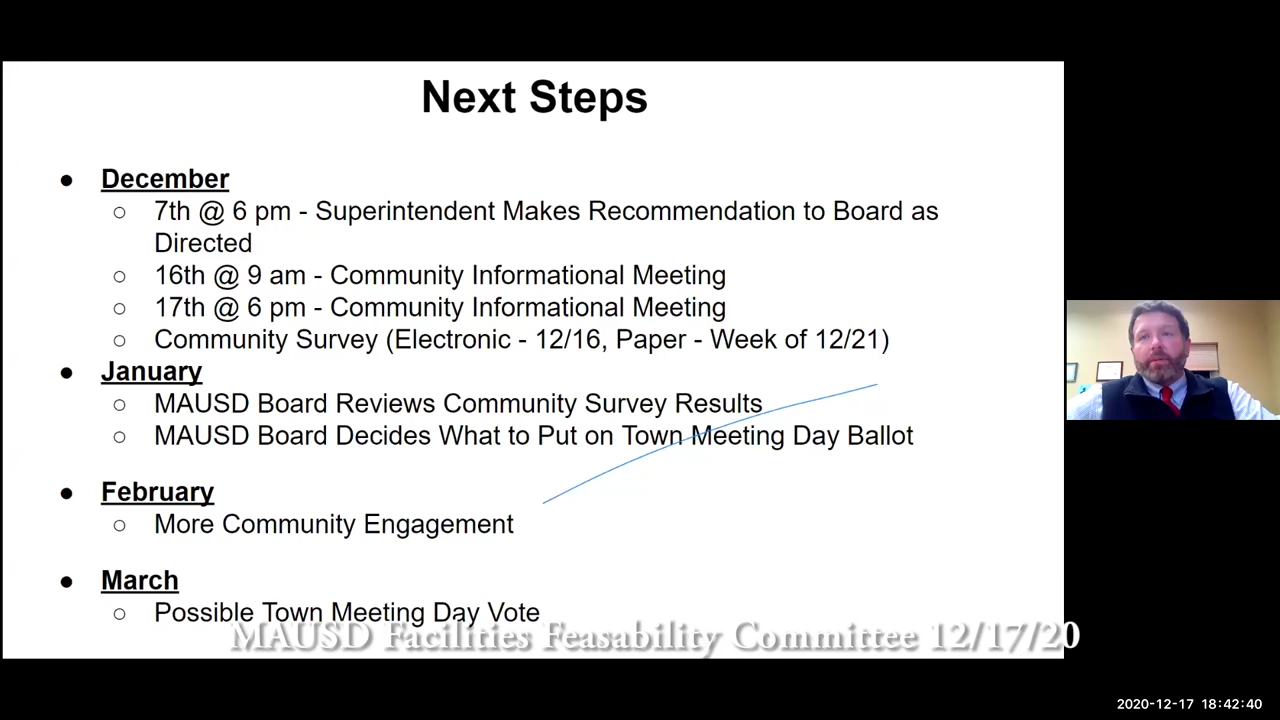 Next Steps
● December
○ 7th @ 6 pm - Superintendent Makes Recommendation to Board as
Directed
○ 16th @ 9 am - Community Informational Meeting
○ 17th @ 6 pm - Community Informational Meeting
○ Community Survey (Electronic - 12/16, Paper - Week of 12/21)
● January
○ MAUSD Board Reviews Community Survey Results
○ MAUSD Board Decides What to Put on Town Meeting Day Ballot
● February
○ More Community Engagement
● March
○ Possible Town Meeting Day Vote
MAUSD Facilities Feasability Committee 12/17/20
2020-12-17 18:42:40